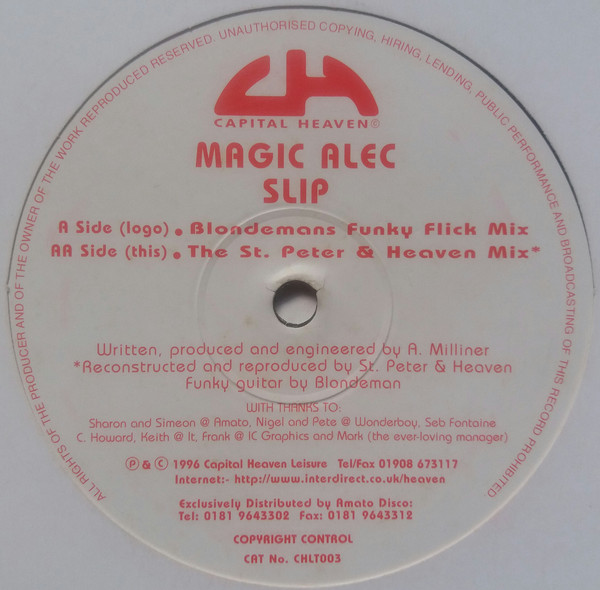 ALL RIGHTS OF THE PRODUCER AND OF THE OWNER OF THE WORK REPRODUCED RESERVED. UNAUTHORISED COPYING, HIRING, LENDING, PUBLIC PERFORMANCE AND BROADCASTING OF THIS RECORD PROHIBITED
CH
CAPITAL HEAVEN©
MAGIC ALEC
SLIP
A Side (logo) • Blondemans Funky Flick Mix
AA Side (this) • The St. Peter & Heaven Mix*
Written, produced and engineered by A. Milliner
*Reconstructed and reproduced by St. Peter & Heaven
Funky guitar by Blondeman
WITH THANKS TO:
Sharon and Simeon @ Amato, Nigel and Pete @ Wonderboy, Seb Fontaine
C. Howard, Keith @ It, Frank @ IC Graphics and Mark (the ever-loving manager)
℗ & © 1996 Capital Heaven Leisure Tel/Fax 01908 673117
Internet:- http://www.interdirect.co.uk/heaven
Exclusively Distributed by Amato Disco:
Tel: 0181 9643302 Fax: 0181 9643312
COPYRIGHT CONTROL
CAT No. CHLT003